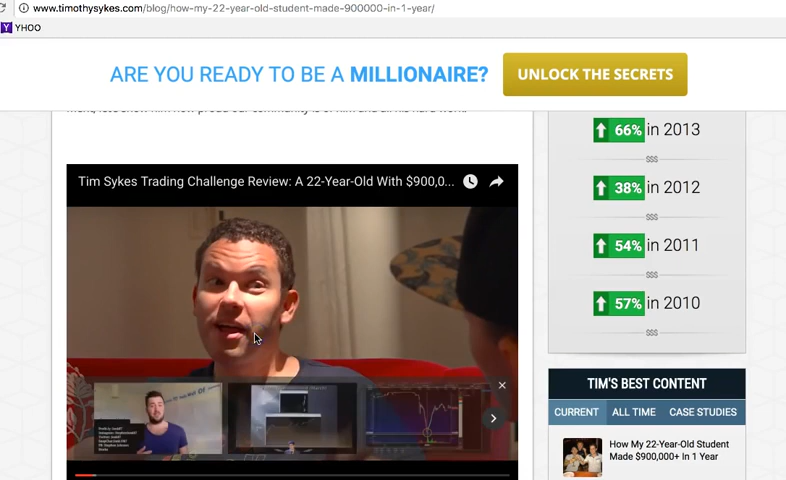 www.timothysykes.com/blog/how-my-22-year-old-student-made-900000-in-1-year/
YHOO
ARE YOU READY TO BE A MILLIONAIRE?
UNLOCK THE SECRETS
Tim Sykes Trading Challenge Review: A 22-Year-Old With $900,0...
66% in 2013
$$$
38% in 2012
$$$
54% in 2011
$$$
57% in 2010
$$$
TIM'S BEST CONTENT
CURRENT
ALL TIME
CASE STUDIES
How My 22-Year-Old Student
Made $900,000+ In 1 Year